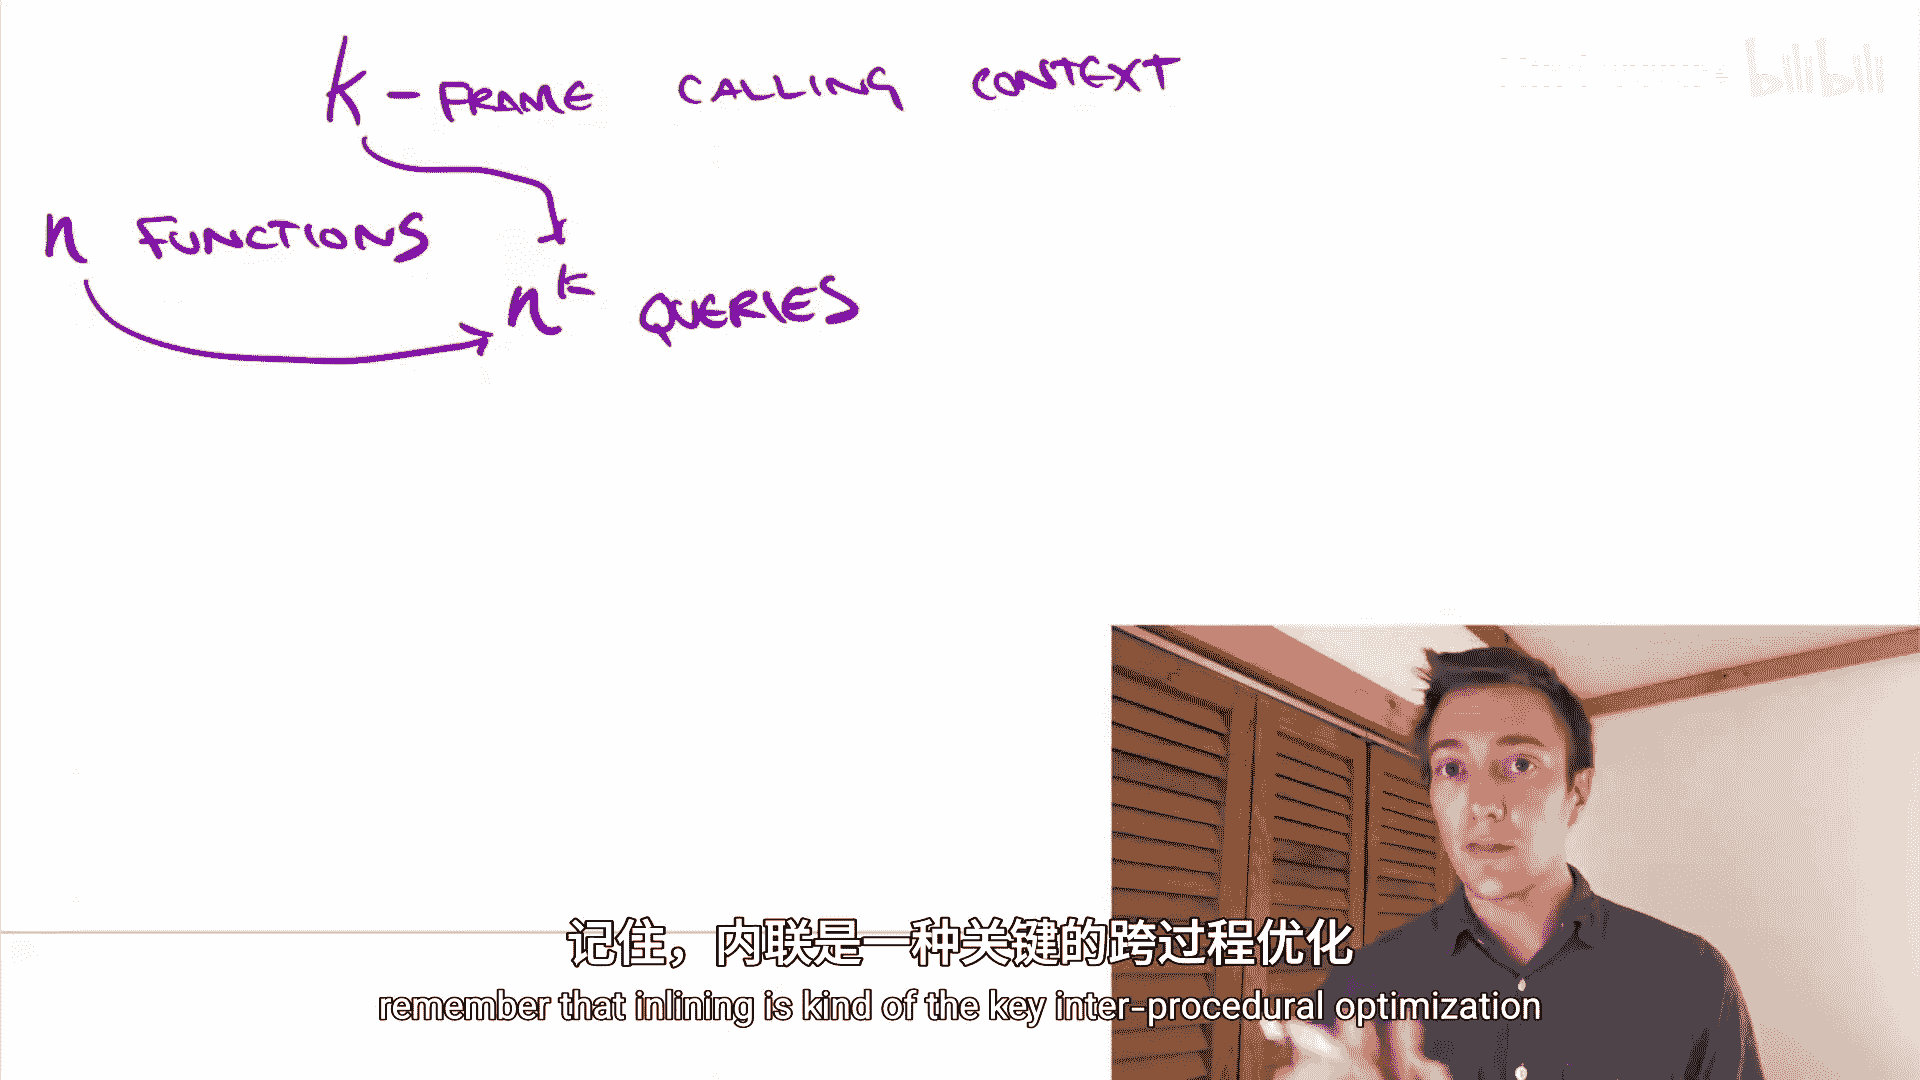 k - FRAME CALLING CONTEXT
bilibili
n FUNCTIONS
n^k QUERIES
记住，内联是一种关键的跨过程优化
remember that inlining is kind of the key inter-procedural optimization